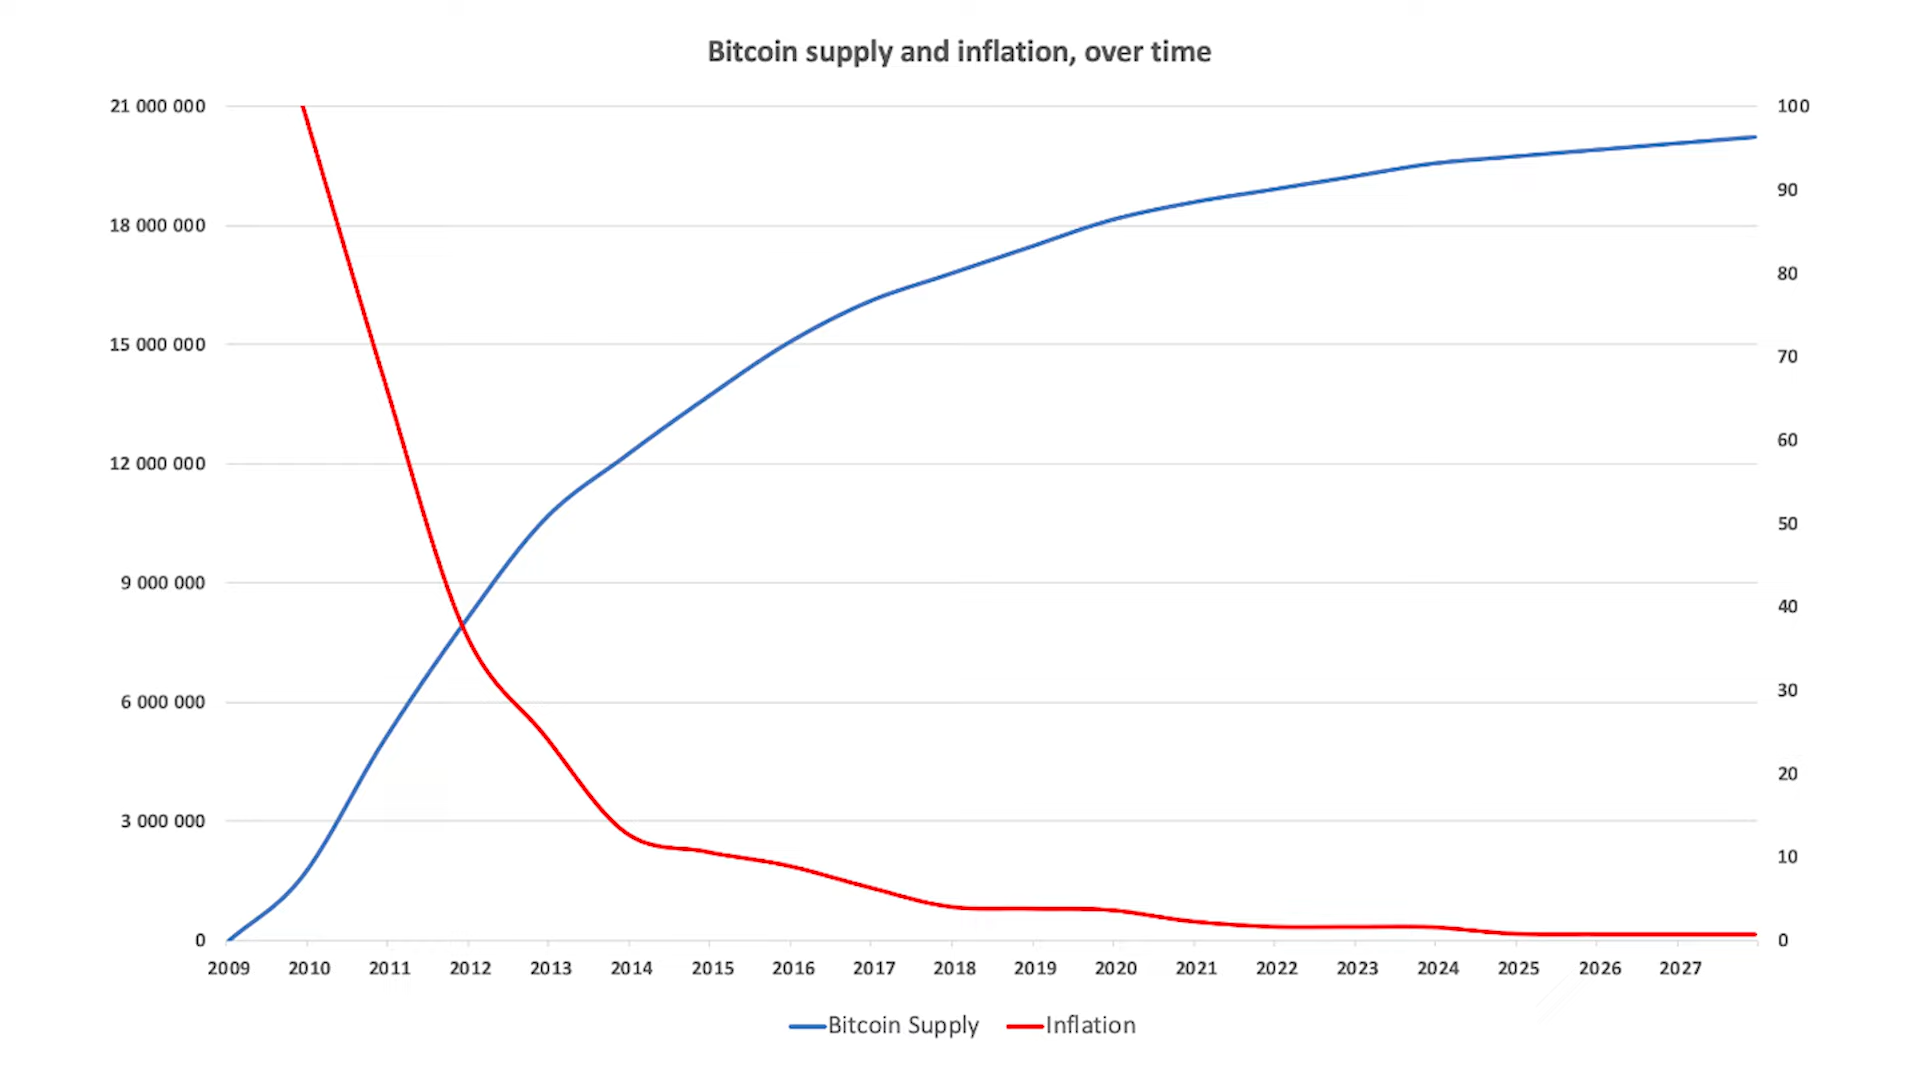 Bitcoin supply and inflation, over time
21 000 000
100
90
18 000 000
80
15 000 000
70
12 000 000
60
50
9 000 000
40
6 000 000
30
20
3 000 000
10
0
0
2009 2010 2011 2012 2013 2014 2015 2016 2017 2018 2019 2020 2021 2022 2023 2024 2025 2026 2027
Bitcoin Supply Inflation